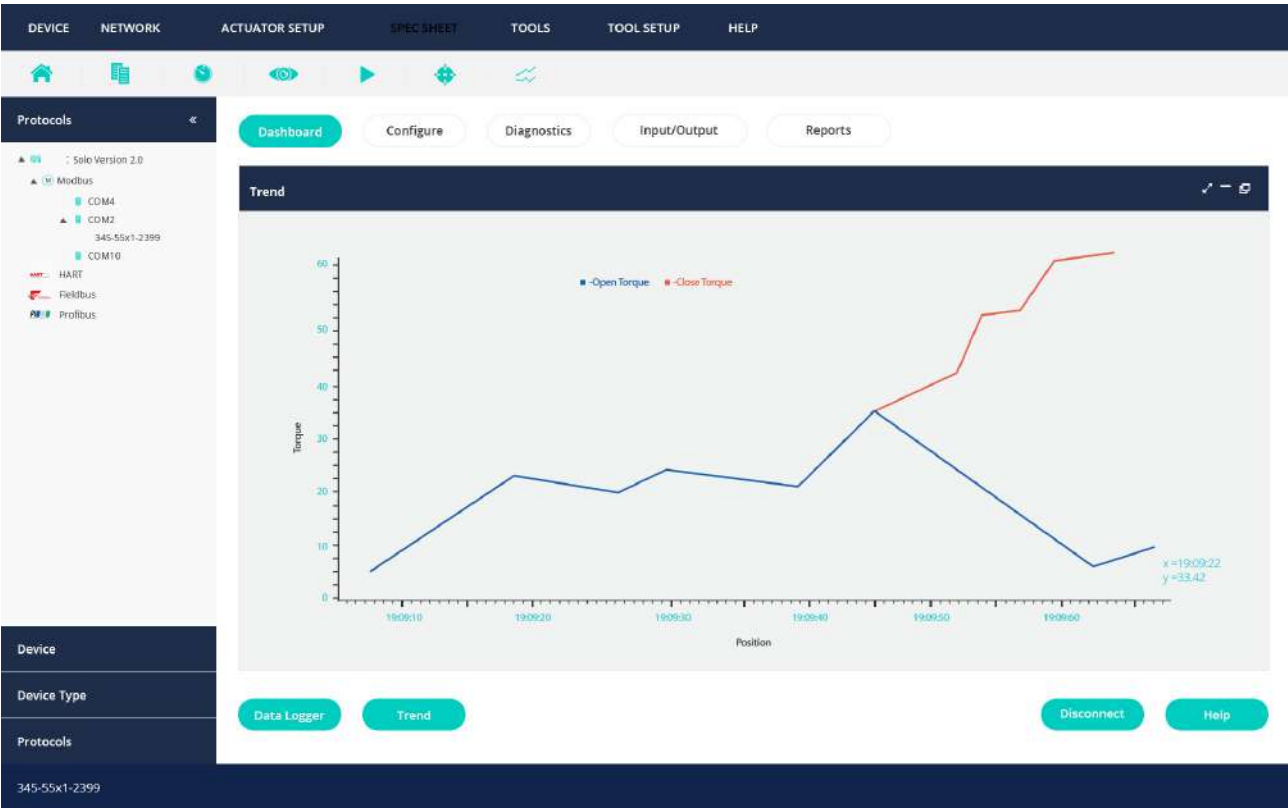 DEVICE NETWORK ACTUATOR SETUP SPEC SHEET TOOLS TOOL SETUP HELP
Protocols «
: Solo Version 2.0
M Modbus
COM4
COM2
345-55x1-2399
COM10
HART HART
Fieldbus
Profibus
Device
Device Type
Protocols
Dashboard Configure Diagnostics Input/Output Reports
Trend
-Open Torque -Close Torque
60
50
40
30
20
10
0
Torque
19:09:10 19:09:20 19:09:30 19:09:40 19:09:50 19:09:60
Position
x =19:09:22
y =33.42
Data Logger Trend Disconnect Help
345-55x1-2399